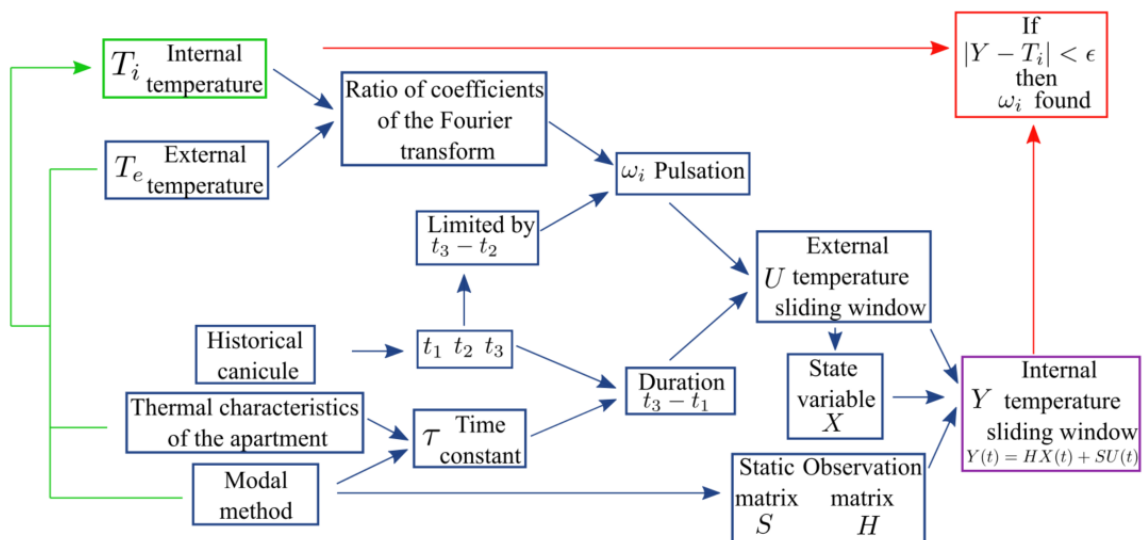 T_i Internal
temperature
T_e External
temperature
Ratio of coefficients
of the Fourier
transform
If
|Y − T_i| < ϵ
then
ω_i found
ω_i Pulsation
Limited by
t_3 − t_2
External
U temperature
sliding window
Historical
canicule
t_1 t_2 t_3
Duration
t_3 − t_1
State
variable
X
Internal
Y temperature
sliding window
Y(t) = HX(t) + SU(t)
Thermal characteristics
of the apartment
τ Time
constant
Modal
method
Static Observation
matrix matrix
S H